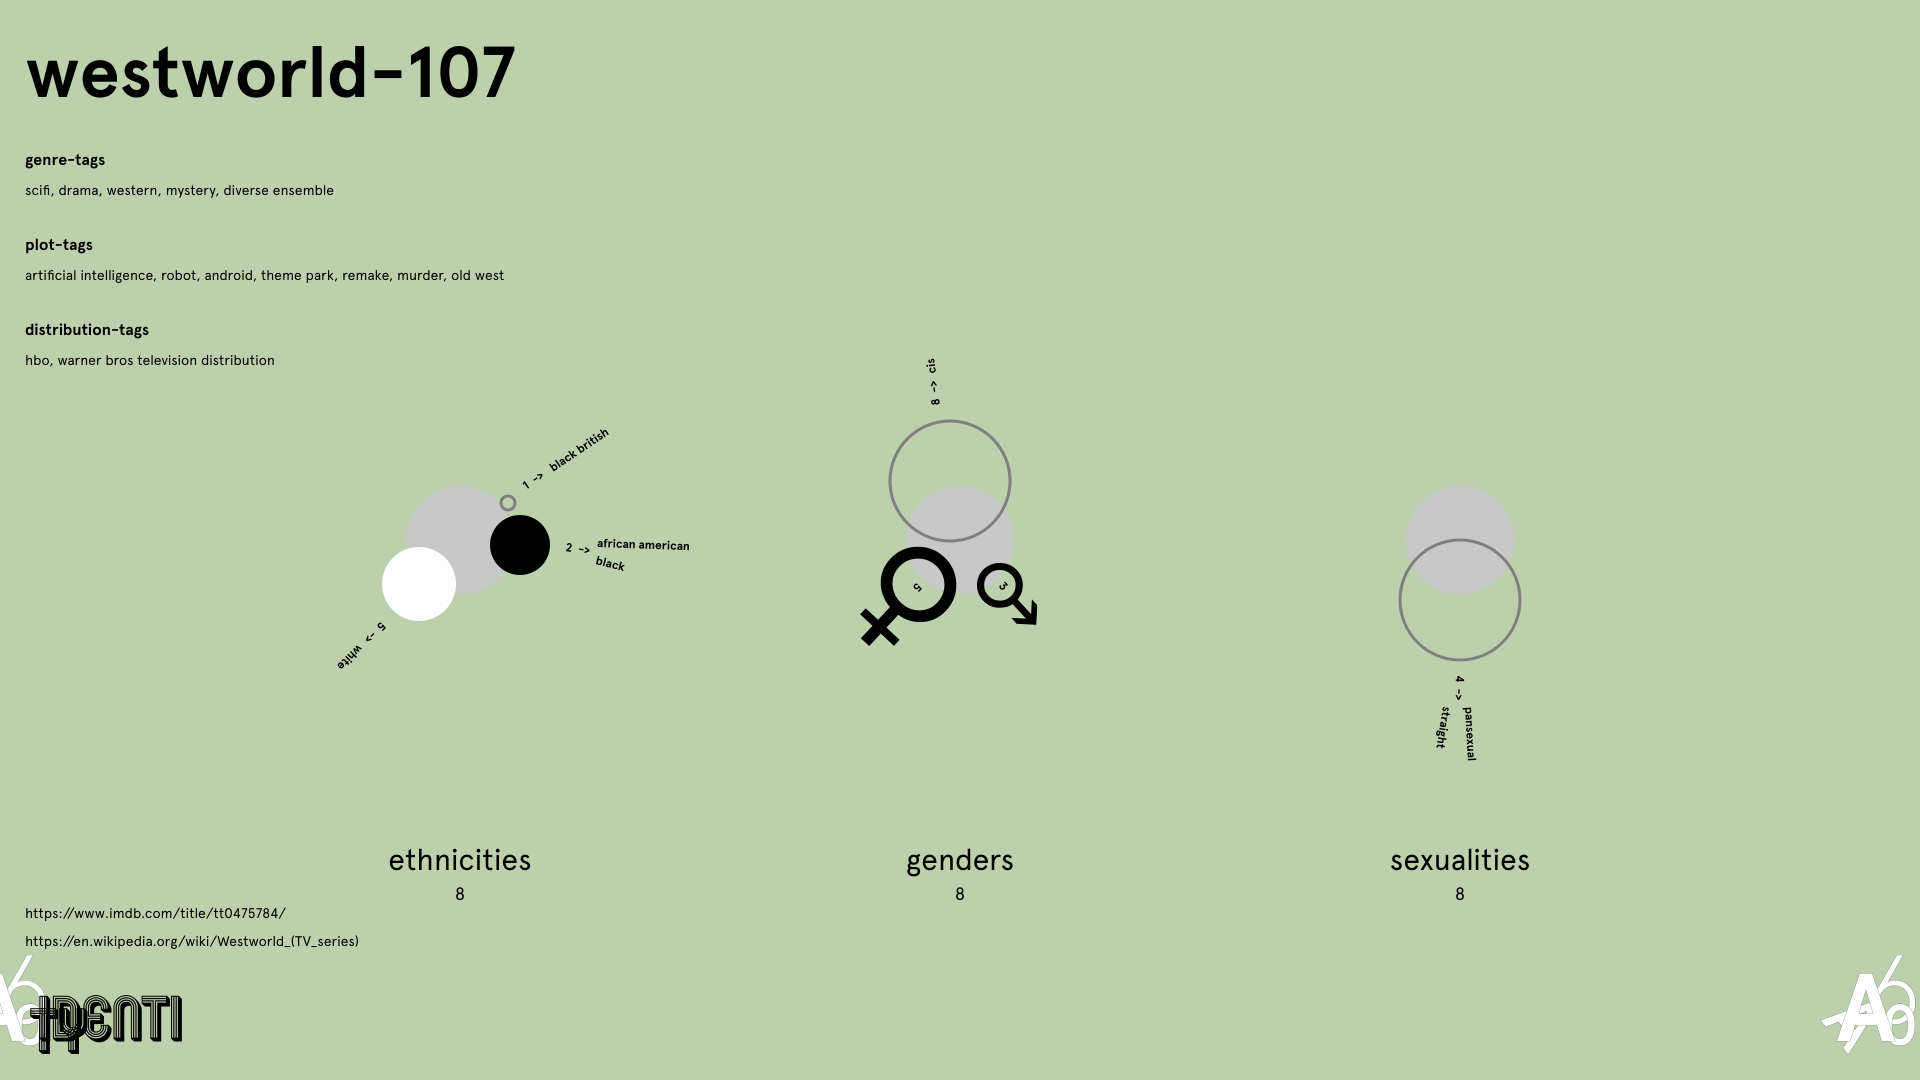 westworld-107
genre-tags
scifi, drama, western, mystery, diverse ensemble
plot-tags
artificial intelligence, robot, android, theme park, remake, murder, old west
distribution-tags
hbo, warner bros television distribution
1 -> black british
2 -> african american
black
5 -> white
8 -> cis
5
3
4 -> pansexual
straight
ethnicities
8
genders
8
sexualities
8
https://www.imdb.com/title/tt0475784/
https://en.wikipedia.org/wiki/Westworld_(TV_series)
IDENTI